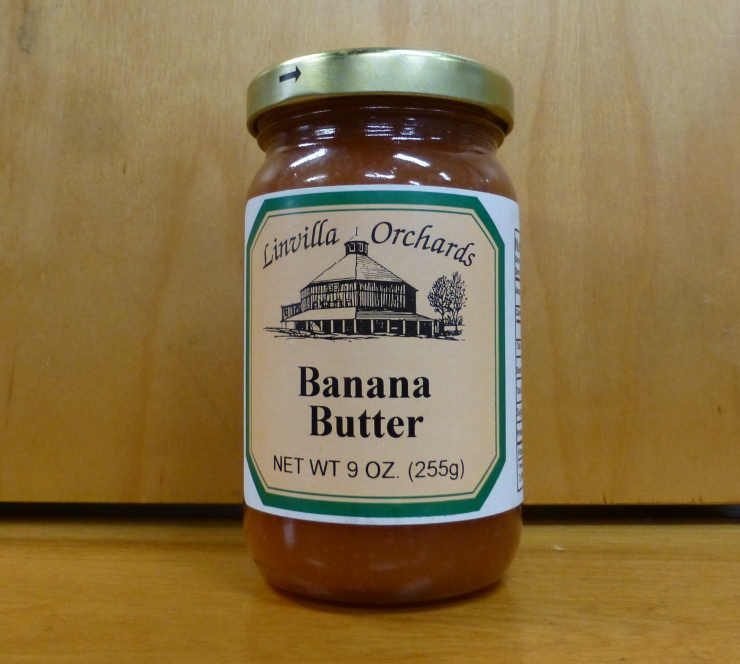 Linvilla Orchards
Banana
Butter
NET WT 9 OZ. (255g)